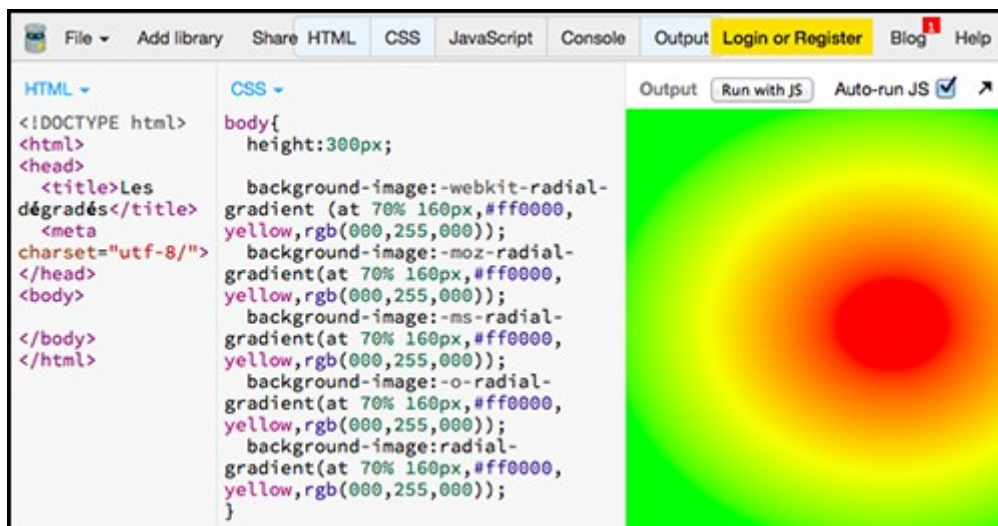 File Add library Share HTML CSS JavaScript Console Output Login or Register Blog 1 Help
HTML
<!DOCTYPE html>
<html>
<head>
<title>Les
dégradés</title>
<meta
charset="utf-8/">
</head>
<body>
</body>
</html>
CSS
body{
height:300px;
background-image:-webkit-radial-
gradient (at 70% 160px,#ff0000,
yellow,rgb(000,255,000));
background-image:-moz-radial-
gradient(at 70% 160px,#ff0000,
yellow,rgb(000,255,000));
background-image:-ms-radial-
gradient(at 70% 160px,#ff0000,
yellow,rgb(000,255,000));
background-image:-o-radial-
gradient(at 70% 160px,#ff0000,
yellow,rgb(000,255,000));
background-image:radial-
gradient(at 70% 160px,#ff0000,
yellow,rgb(000,255,000));
}
Output Run with JS Auto-run JS